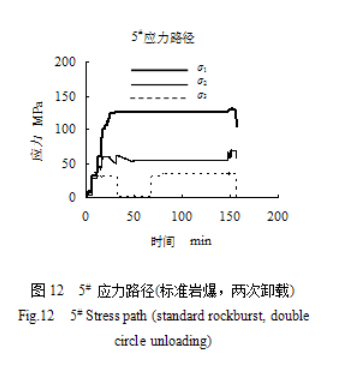 5#应力路径
200
150
100
50
0
应力 MPa
σ1
σ2
σ3
0 50 100 150 200
时间 min
图 12 5# 应力路径(标准岩爆，两次卸载)
Fig.12 5# Stress path (standard rockburst, double
circle unloading)